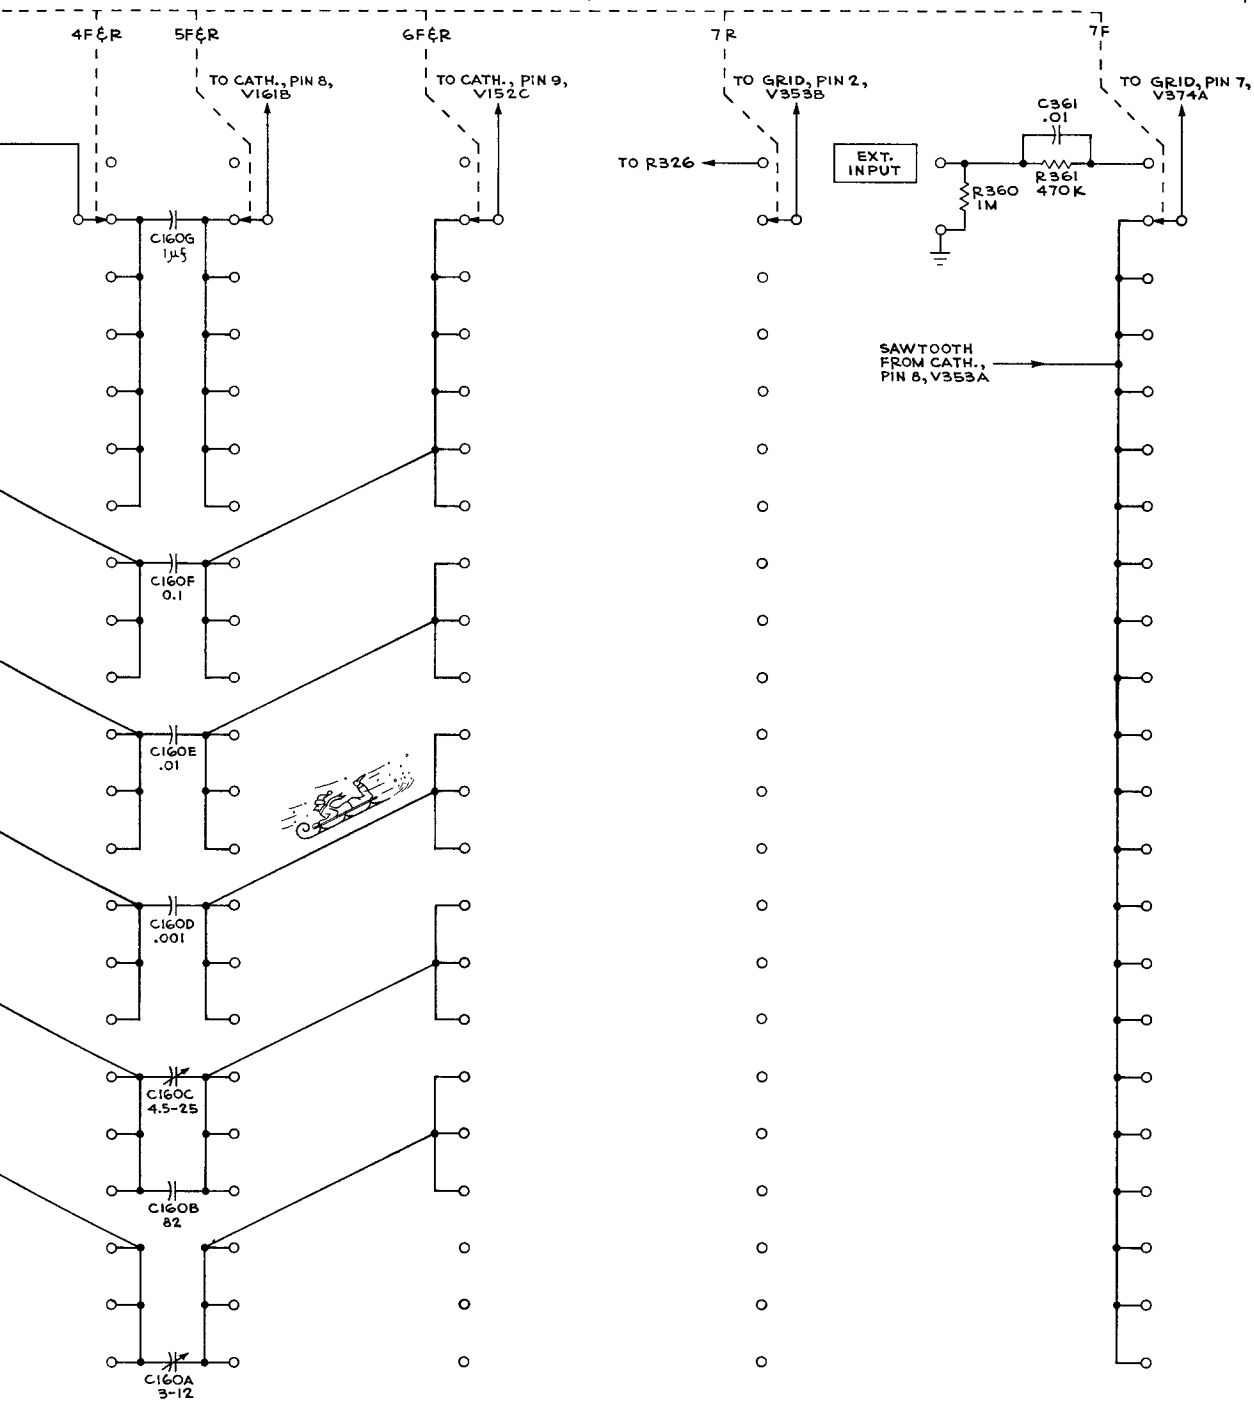 4F&R
5F&R
6F&R
7R
7F
TO CATH., PIN 8,
V161B
TO CATH., PIN 9,
V152C
TO GRID, PIN 2,
V353B
TO GRID, PIN 7,
V374A
C361
.01
TO R326
EXT.
INPUT
R361
470K
R360
1M
C160G
1µf
SAWTOOTH
FROM CATH.,
PIN 8, V353A
C160F
0.1
C160E
.01
C160D
.001
C160C
4.5-25
C160B
82
C160A
3-12